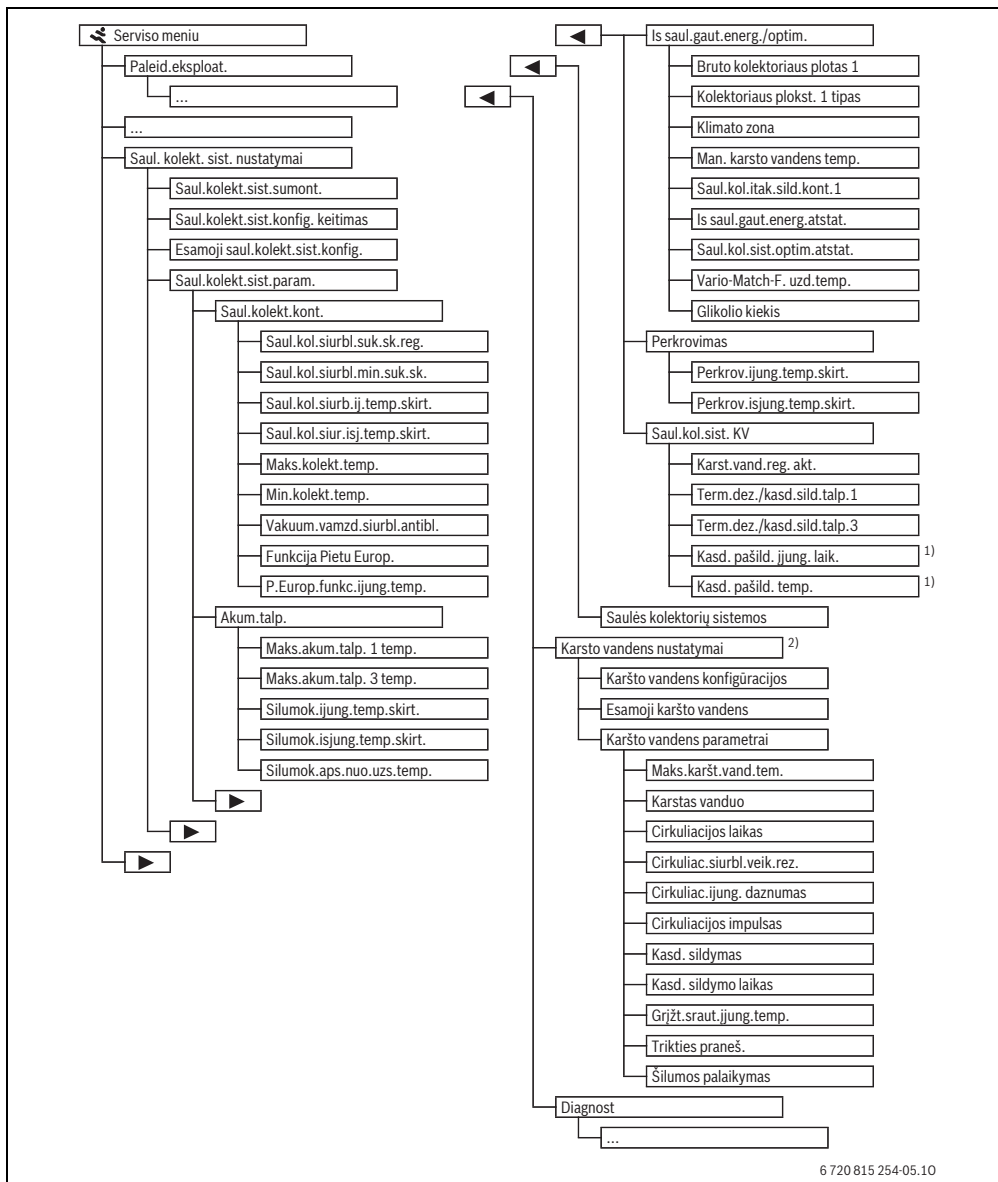 Serviso meniu
Paleid.eksploat.
...
...
Saul. kolekt. sist. nustatymai
Saul.kolekt.sist.sumont.
Saul.kolekt.sist.konfig. keitimas
Esamoji saul.kolekt.sist.konfig.
Saul.kolekt.sist.param.
Saul.kolekt.kont.
Saul.kol.siurbl.suk.sk.reg.
Saul.kol.siurbl.min.suk.sk.
Saul.kol.siurb.ij.temp.skirt.
Saul.kol.siur.isj.temp.skirt.
Maks.kolekt.temp.
Min.kolekt.temp.
Vakuum.vamzd.siurbl.antibl.
Funkcija Pietu Europ.
P.Europ.funkc.ijung.temp.
Akum.talp.
Maks.akum.talp. 1 temp.
Maks.akum.talp. 3 temp.
Silumok.ijung.temp.skirt.
Silumok.isjung.temp.skirt.
Silumok.aps.nuo.uzs.temp.
Is saul.gaut.energ./optim.
Bruto kolektoriaus plotas 1
Kolektoriaus plokst. 1 tipas
Klimato zona
Man. karsto vandens temp.
Saul.kol.itak.sild.kont.1
Is saul.gaut.energ.atstat.
Saul.kol.sist.optim.atstat.
Vario-Match-F. uzd.temp.
Glikolio kiekis
Perkrovimas
Perkrov.ijung.temp.skirt.
Perkrov.isjung.temp.skirt.
Saul.kol.sist. KV
Karst.vand.reg. akt.
Term.dez./kasd.sild.talp.1
Term.dez./kasd.sild.talp.3
Kasd. pašild. jjung. laik. 1)
Kasd. pašild. temp. 1)
Saulės kolektorių sistemos
Karsto vandens nustatymai 2)
Karšto vandens konfigūracijos
Esamoji karšto vandens
Karšto vandens parametrai
Maks.karšt.vand.tem.
Karstas vanduo
Cirkuliacijos laikas
Cirkuliac.siurbl.veik.rez.
Cirkuliac.ijung. daznumas
Cirkuliacijos impulsas
Kasd. sildymas
Kasd. sildymo laikas
Grįžt.sraut.jjung.temp.
Trikties praneš.
Šilumos palaikymas
Diagnost
...
6 720 815 254-05.1O